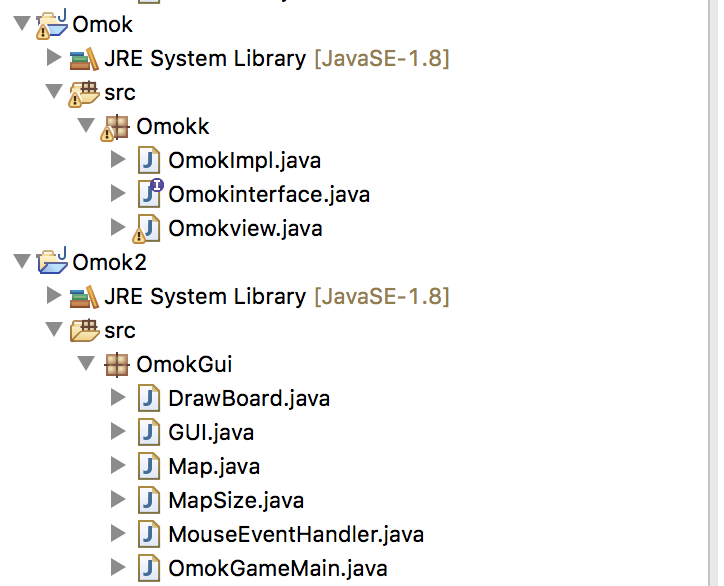 Omok
JRE System Library [JavaSE-1.8]
src
Omokk
OmokImpl.java
Omokinterface.java
Omokview.java
Omok2
JRE System Library [JavaSE-1.8]
src
OmokGui
DrawBoard.java
GUI.java
Map.java
MapSize.java
MouseEventHandler.java
OmokGameMain.java